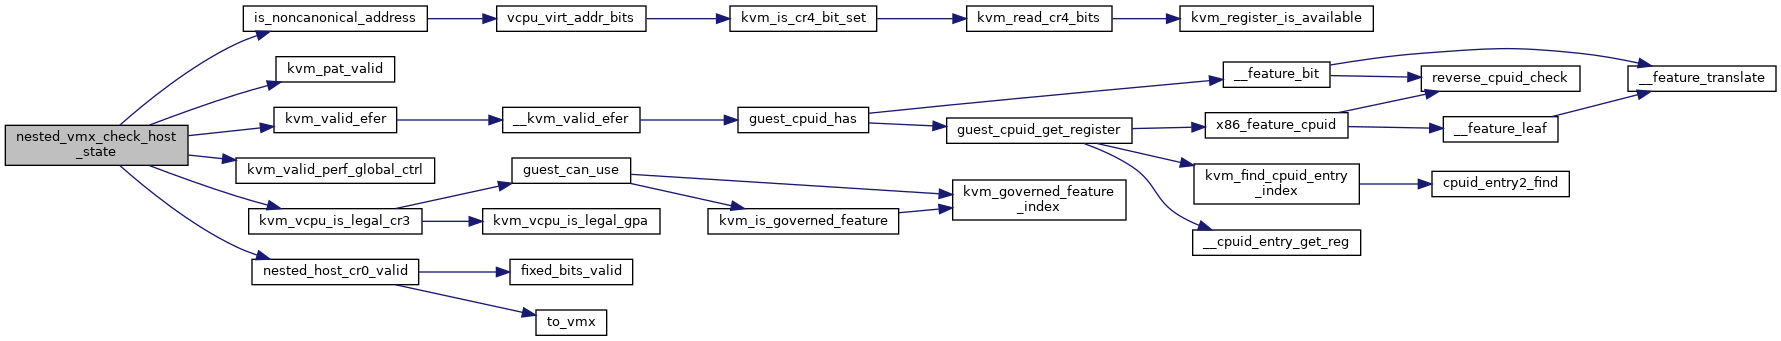 nested_vmx_check_host
_state
is_noncanonical_address
vcpu_virt_addr_bits
kvm_is_cr4_bit_set
kvm_read_cr4_bits
kvm_register_is_available
kvm_pat_valid
kvm_valid_efer
__kvm_valid_efer
guest_cpuid_has
__feature_bit
reverse_cpuid_check
__feature_translate
guest_cpuid_get_register
x86_feature_cpuid
__feature_leaf
kvm_find_cpuid_entry
_index
cpuid_entry2_find
__cpuid_entry_get_reg
kvm_valid_perf_global_ctrl
kvm_vcpu_is_legal_cr3
guest_can_use
kvm_governed_feature
_index
kvm_is_governed_feature
kvm_vcpu_is_legal_gpa
nested_host_cr0_valid
fixed_bits_valid
to_vmx